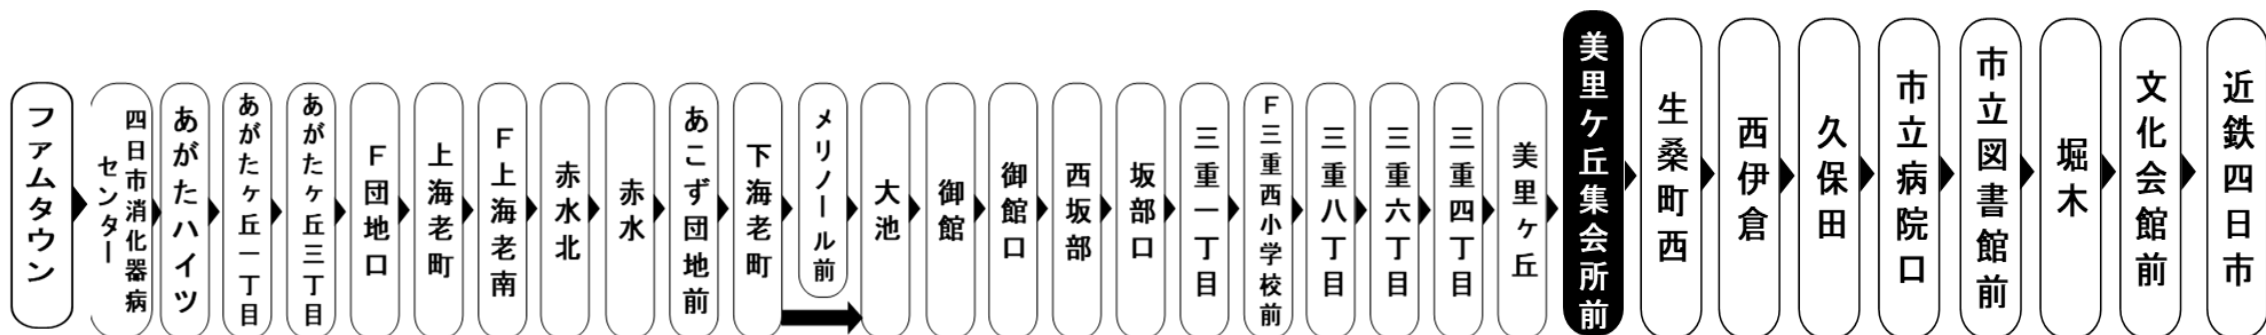 ファムタウン
四日市消化器病
センター
あがたハイツ
あがたヶ丘一丁目
あがたヶ丘三丁目
F団地口
上海老町
F上海老南
赤水北
赤水
あこず団地前
下海老町
メリノール前
大池
御館
御館口
西坂部
坂部口
三重一丁目
F三重西小学校前
三重八丁目
三重六丁目
三重四丁目
美里ヶ丘
美里ケ丘集会所前
生桑町西
西伊倉
久保田
市立病院口
市立図書館前
堀木
文化会館前
近鉄四日市